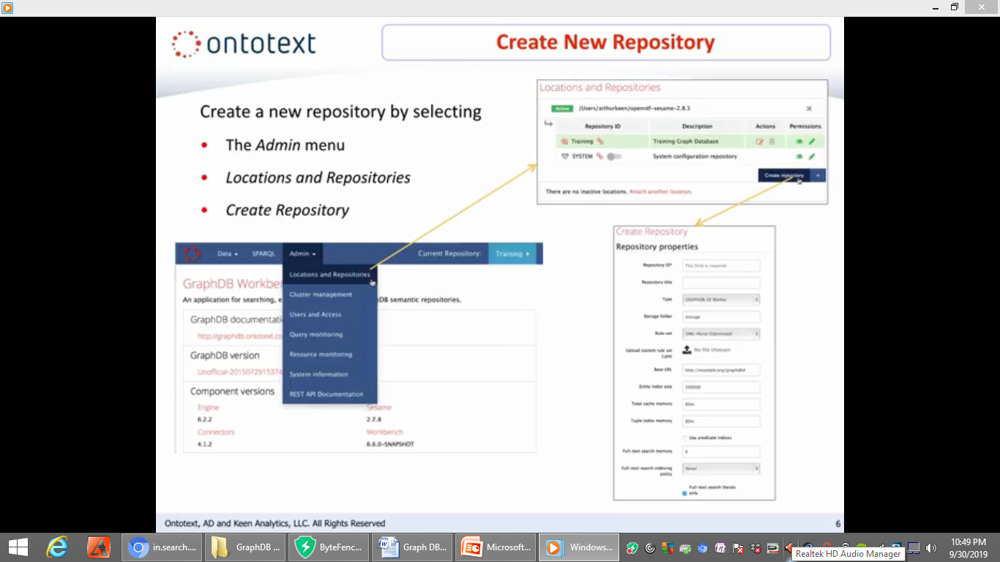 ontotext
Create New Repository
Create a new repository by selecting
• The Admin menu
• Locations and Repositories
• Create Repository
Locations and Repositories
Active /Users/arthurkeen/openrdf-sesame-2.8.3
Repository ID Description Actions Permissions
Training Training Graph Database
SYSTEM System configuration repository
Create repository
There are no inactive locations. Attach another location.
Data SPARQL Admin Current Repository: Training
Locations and Repositories
Cluster management
Users and Access
Query monitoring
Resource monitoring
System information
REST API Documentation
GraphDB Workbe
An application for searching, e DB semantic repositories.
GraphDB documentati
http://graphdb.ontotext.co
GraphDB version
Unofficial-2015072915374
Component versions
Engine Sesame
6.2.2 2.7.8
Connectors Workbench
4.1.2 6.6.0-SNAPSHOT
Create Repository
Repository properties
Repository ID* This field is required
Repository title
Type GRAPHDB-EE Worker
Storage folder storage
Rule-set OWL-Horst (Optimized)
Upload custom rule set (.pie) No file choosen
Base URL http://example.org/graphdb#
Entity index size 200000
Total cache memory 80m
Tuple index memory 80m
Use predicate indices
Full-text search memory 0
Full-text search indexing policy Never
Full-text search literals only
Ontotext, AD and Keen Analytics, LLC. All Rights Reserved
6
in.search.... GraphDB ... ByteFenc... Graph DB... Microsoft... Windows... 10:49 PM
9/30/2019
Realtek HD Audio Manager